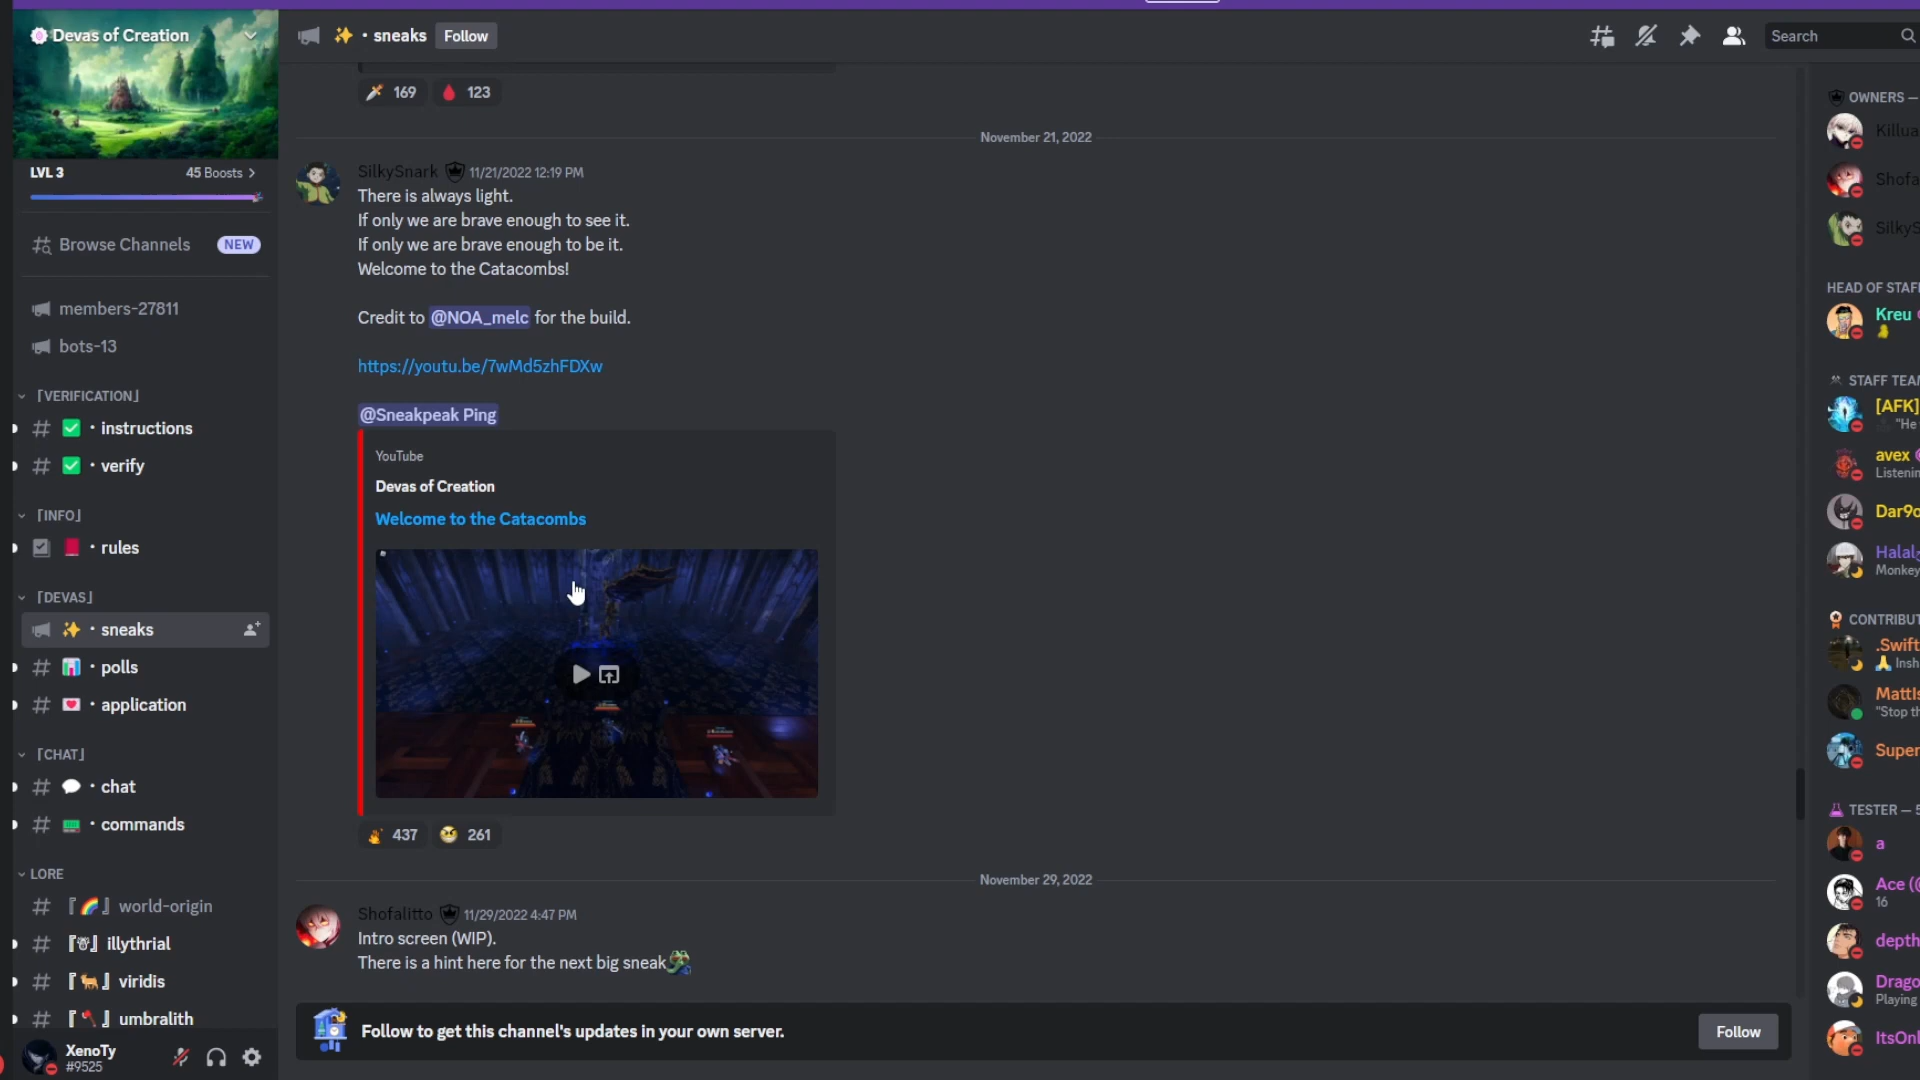 Devas of Creation
LVL 3
45 Boosts
Browse Channels
NEW
members-27811
bots-13
「VERIFICATION」
・instructions
・verify
「INFO」
・rules
「DEVAS」
・sneaks
・polls
・application
「CHAT」
・chat
・commands
LORE
『🌈』world-origin
『』illythrial
『』viridis
『』umbralith
XenoTy
#9525
・sneaks
Follow
Search
169
123
November 21, 2022
SilkySnark 11/21/2022 12:19 PM
There is always light.
If only we are brave enough to see it.
If only we are brave enough to be it.
Welcome to the Catacombs!
Credit to @NOA_melc for the build.
https://youtu.be/7wMd5zhFDXw
@Sneakpeak Ping
YouTube
Devas of Creation
Welcome to the Catacombs
437
261
November 29, 2022
Shofalitto 11/29/2022 4:47 PM
Intro screen (WIP).
There is a hint here for the next big sneak
Follow to get this channel's updates in your own server.
Follow
OWNERS —
Killua
Shofa
SilkyS
HEAD OF STAF
Kreu
STAFF TEA
[AFK]
"He
avex
Listenin
Dar9o
Halal
Monkey
CONTRIBUT
.Swift
Insh
MattIs
"Stop th
Super
TESTER — 5
a
Ace (@
16
depth
Drago
Playing
ItsOnl